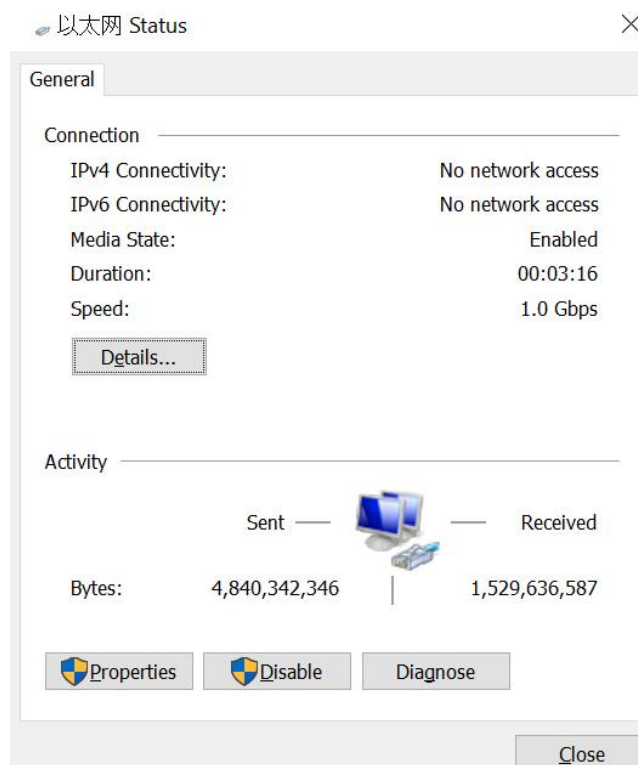 以太网 Status
General
Connection
IPv4 Connectivity: No network access
IPv6 Connectivity: No network access
Media State: Enabled
Duration: 00:03:16
Speed: 1.0 Gbps
Details...
Activity
Sent Received
Bytes: 4,840,342,346 1,529,636,587
Properties Disable Diagnose
Close